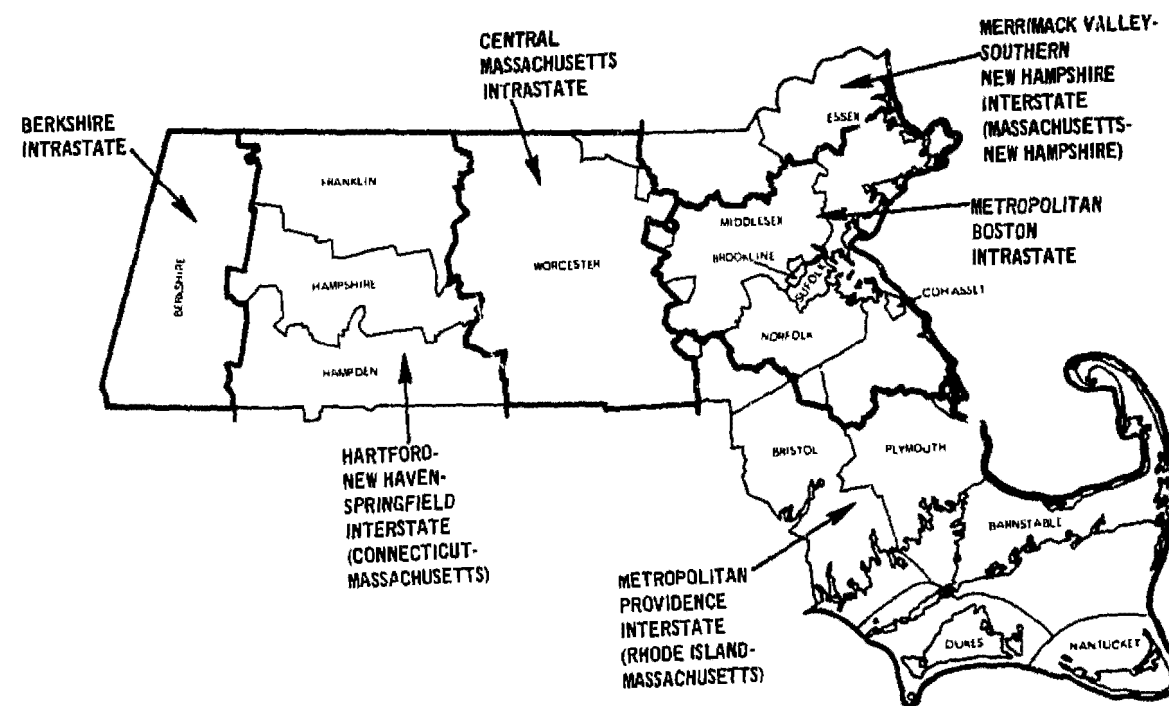 CENTRAL
MASSACHUSETTS
INTRASTATE
MERRIMACK VALLEY-
SOUTHERN
NEW HAMPSHIRE
INTERSTATE
(MASSACHUSETTS-
NEW HAMPSHIRE)
BERKSHIRE
INTRASTATE
ESSEX
FRANKLIN
METROPOLITAN
BOSTON
INTRASTATE
MIDDLESEX
BROOKLINE
WORCESTER
SUFOLK
HAMPSHIRE
BERKSHIRE
COHASSET
NORFOLK
HAMPDEN
HARTFORD-
NEW HAVEN-
SPRINGFIELD
INTERSTATE
(CONNECTICUT-
MASSACHUSETTS)
BRISTOL
PLYMOUTH
BARNSTABLE
METROPOLITAN
PROVIDENCE
INTERSTATE
(RHODE ISLAND-
MASSACHUSETTS)
DUKES
NANTUCKET